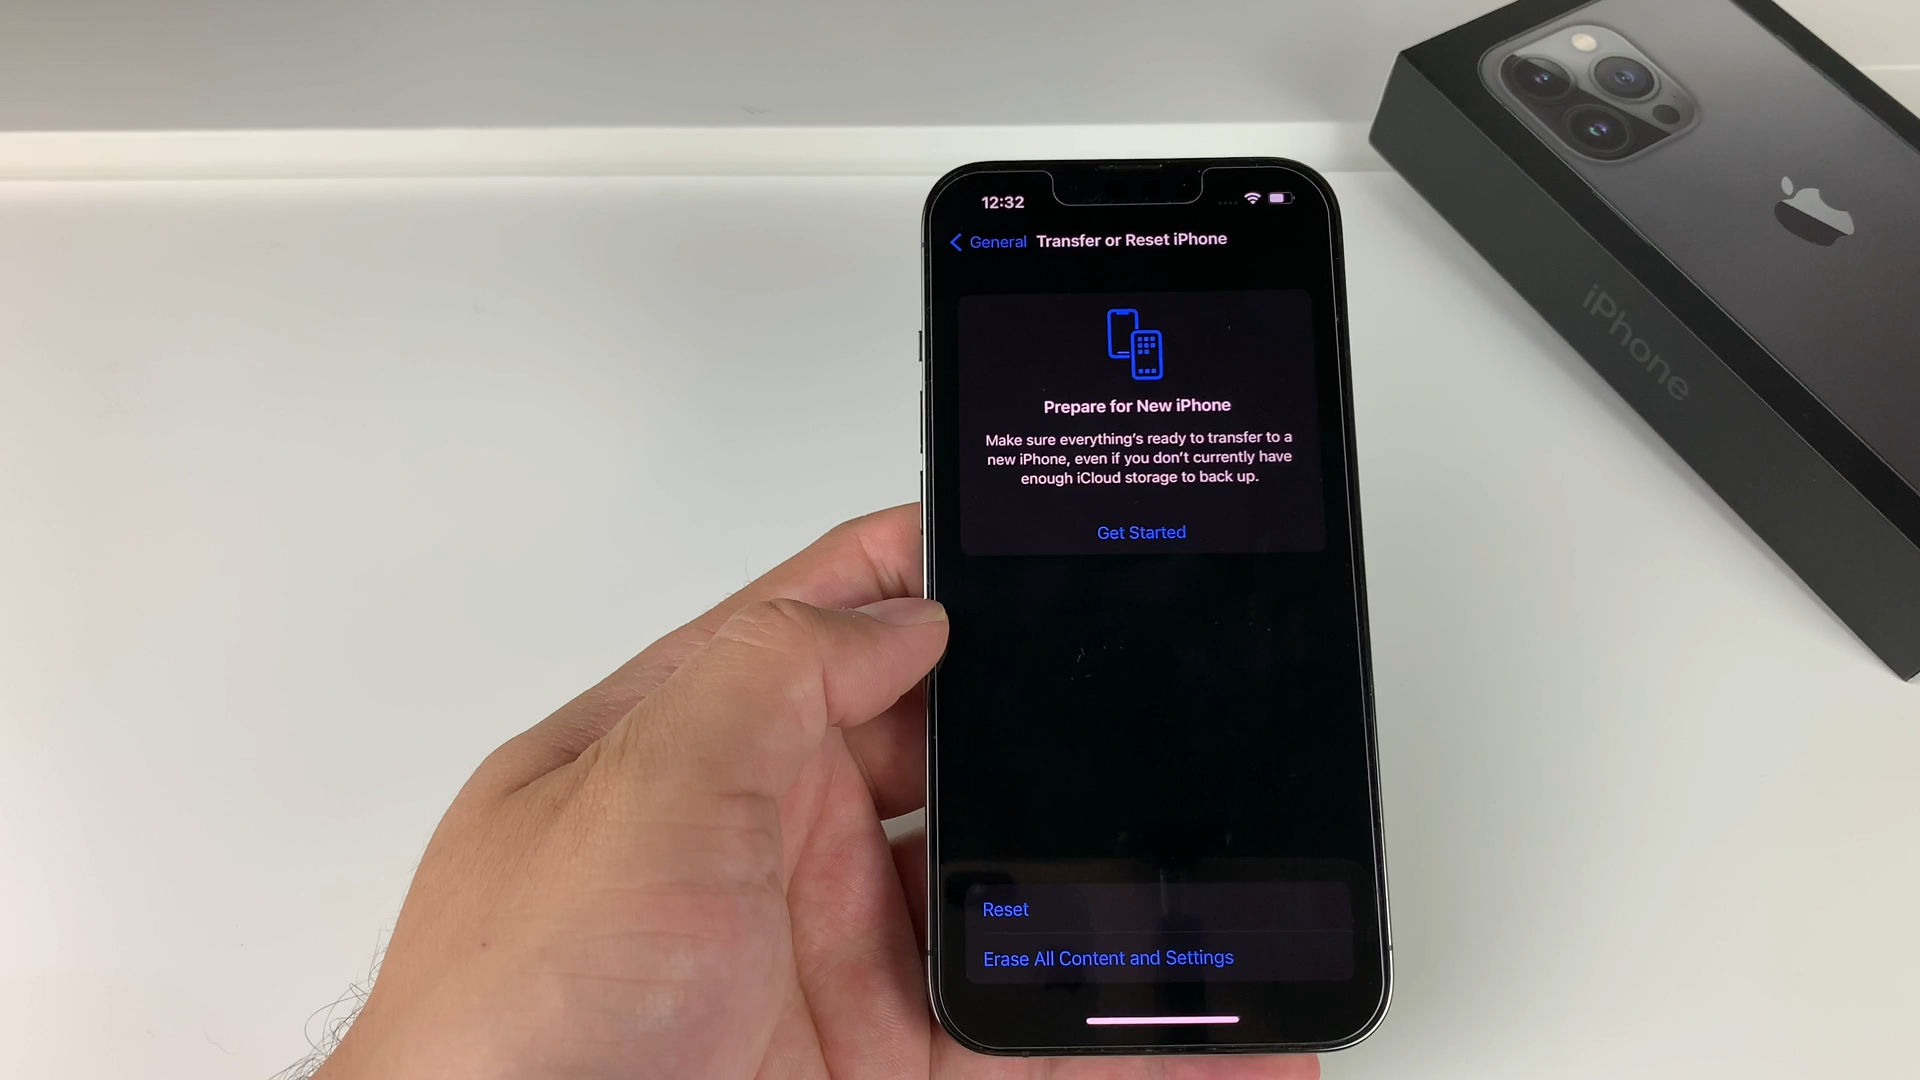 12:32
General Transfer or Reset iPhone
Prepare for New iPhone
Make sure everything's ready to transfer to a
new iPhone, even if you don't currently have
enough iCloud storage to back up.
Get Started
Reset
Erase All Content and Settings
iPhone